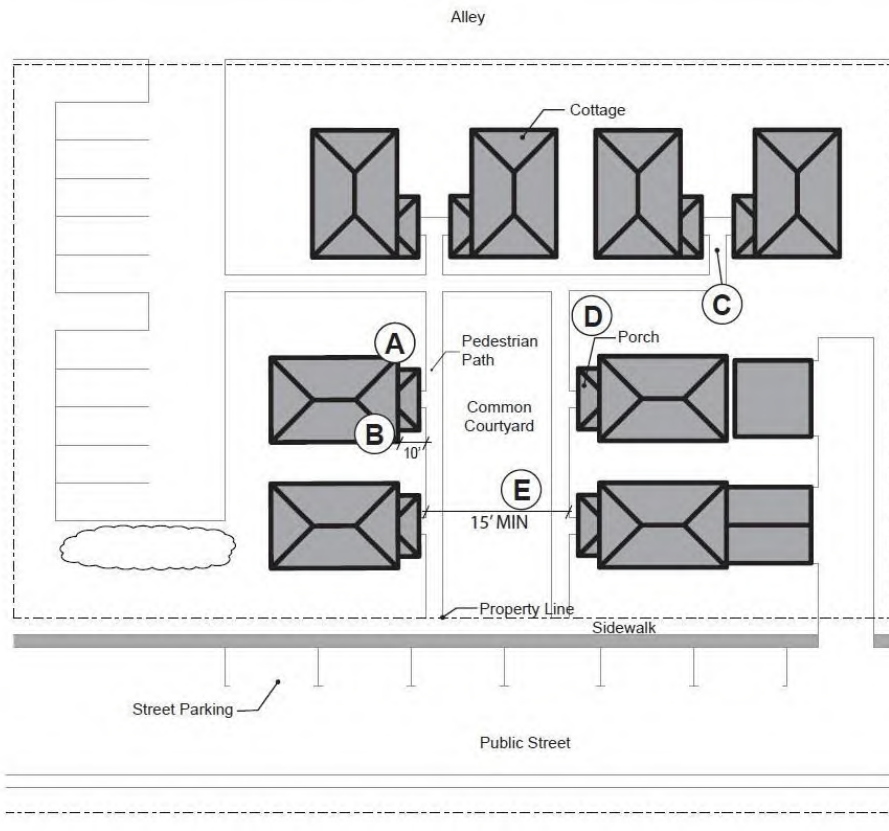 Alley
Cottage
C
D
A
Porch
Pedestrian
Path
Common
Courtyard
B
10'
E
15' MIN
Property Line
Sidewalk
Street Parking
Public Street